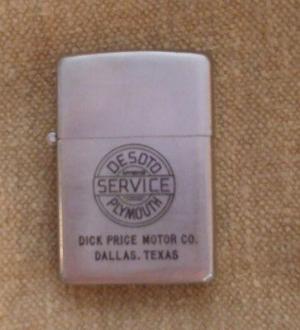 DESOTO
SERVICE
PLYMOUTH
DICK PRICE MOTOR CO.
DALLAS, TEXAS